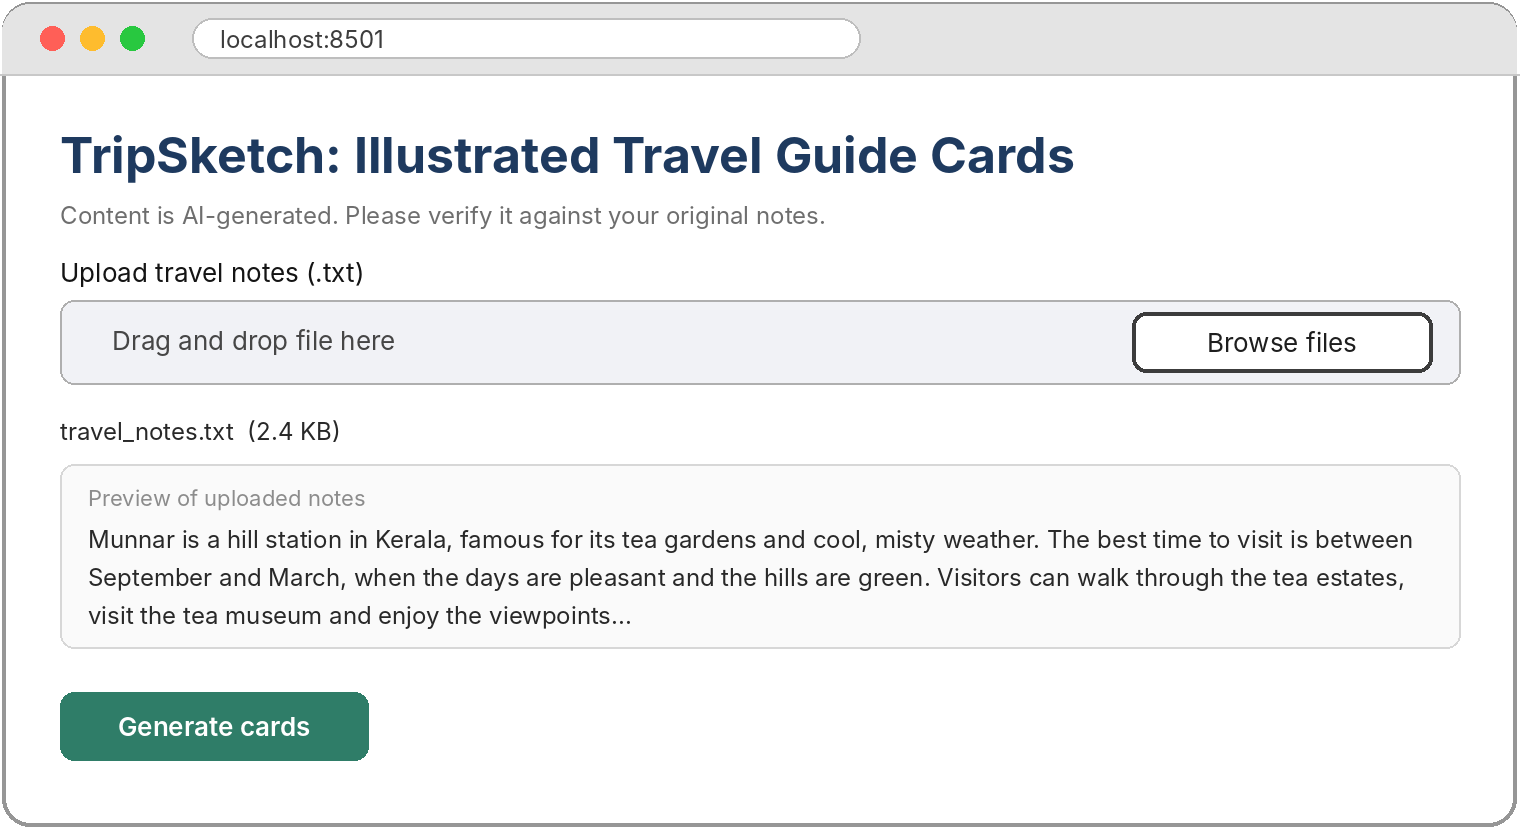 localhost:8501
TripSketch: Illustrated Travel Guide Cards
Content is AI-generated. Please verify it against your original notes.
Upload travel notes (.txt)
Drag and drop file here
Browse files
travel_notes.txt (2.4 KB)
Preview of uploaded notes
Munnar is a hill station in Kerala, famous for its tea gardens and cool, misty weather. The best time to visit is between
September and March, when the days are pleasant and the hills are green. Visitors can walk through the tea estates,
visit the tea museum and enjoy the viewpoints...
Generate cards